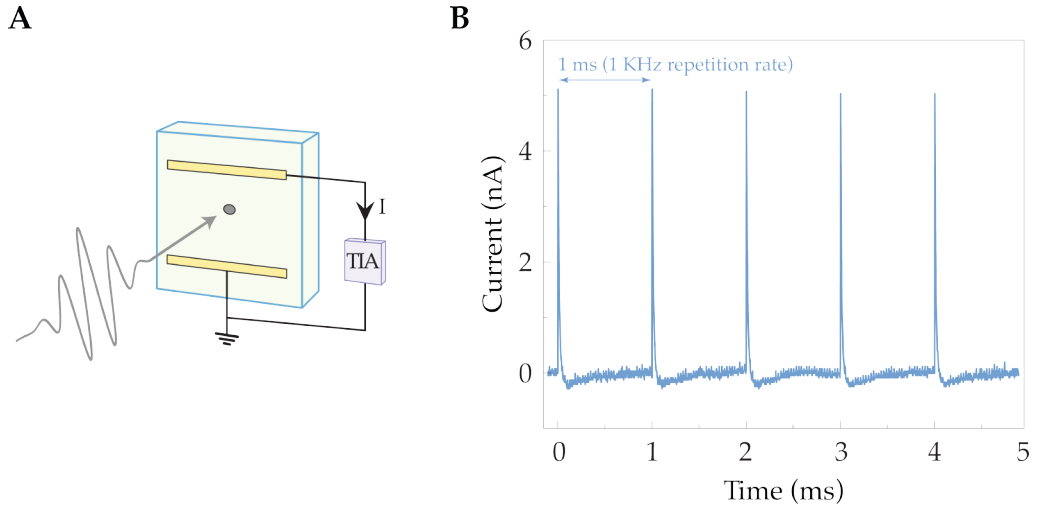 A
I
TIA
B
1 ms (1 KHz repetition rate)
Current (nA)
6
4
2
0
0 1 2 3 4 5
Time (ms)